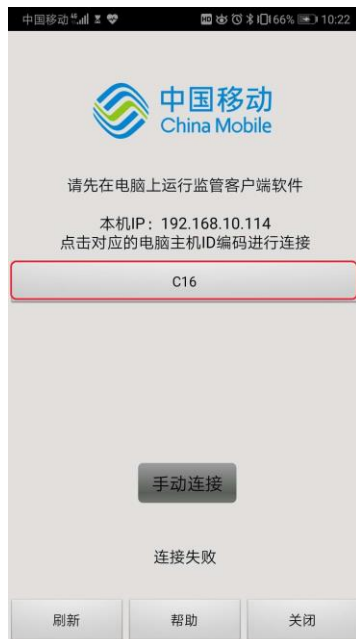 中国移动 66% 10:22
中国移动
China Mobile
请先在电脑上运行监管客户端软件
本机IP：192.168.10.114
点击对应的电脑主机ID编码进行连接
C16
手动连接
连接失败
刷新 帮助 关闭